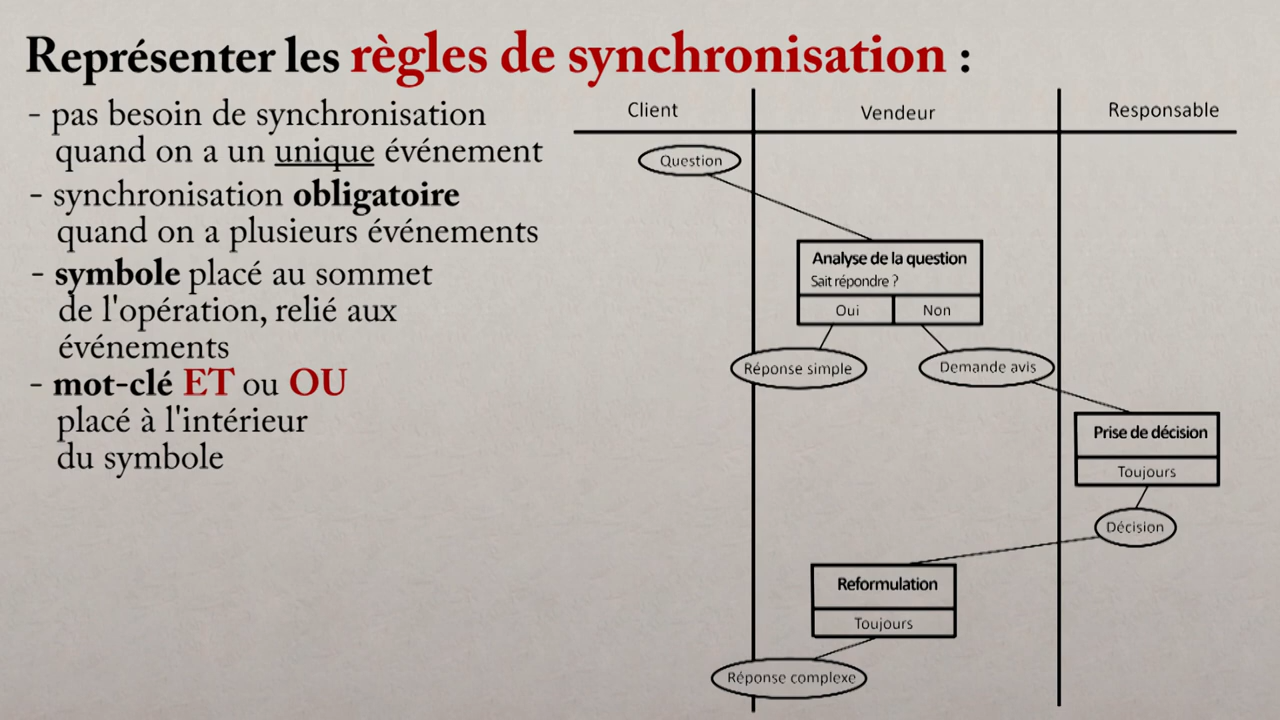 Représenter les règles de synchronisation :
- pas besoin de synchronisation
quand on a un unique événement
- synchronisation obligatoire
quand on a plusieurs événements
- symbole placé au sommet
de l'opération, relié aux
événements
- mot-clé ET ou OU
placé à l'intérieur
du symbole
Client
Vendeur
Responsable
Question
Analyse de la question
Sait répondre ?
Oui
Non
Réponse simple
Demande avis
Prise de décision
Toujours
Décision
Reformulation
Toujours
Réponse complexe